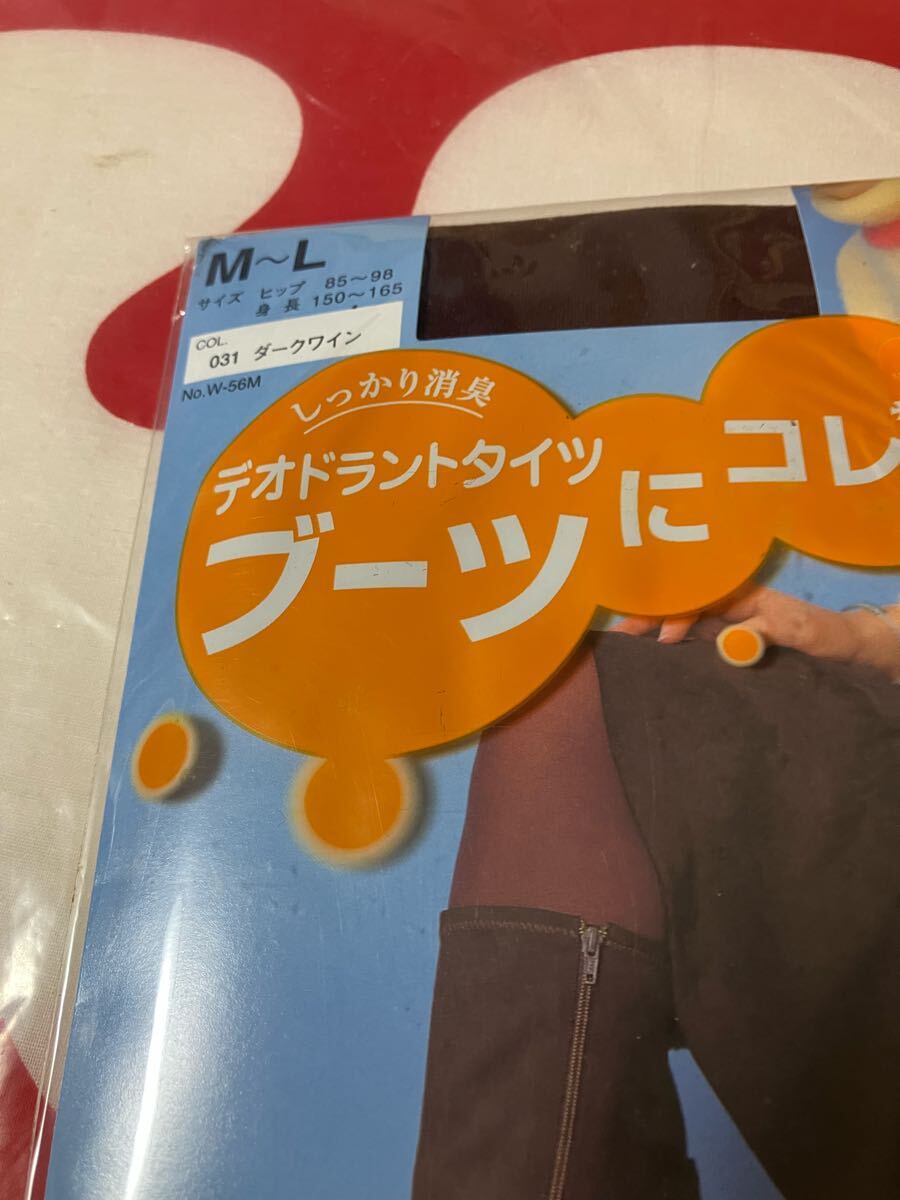 M～L
サイズ ヒップ 85～98
身長 150～165
COL.
031 ダークワイン
No.W-56M
しっかり消臭
デオドラントタイツ
ブーツにコレ